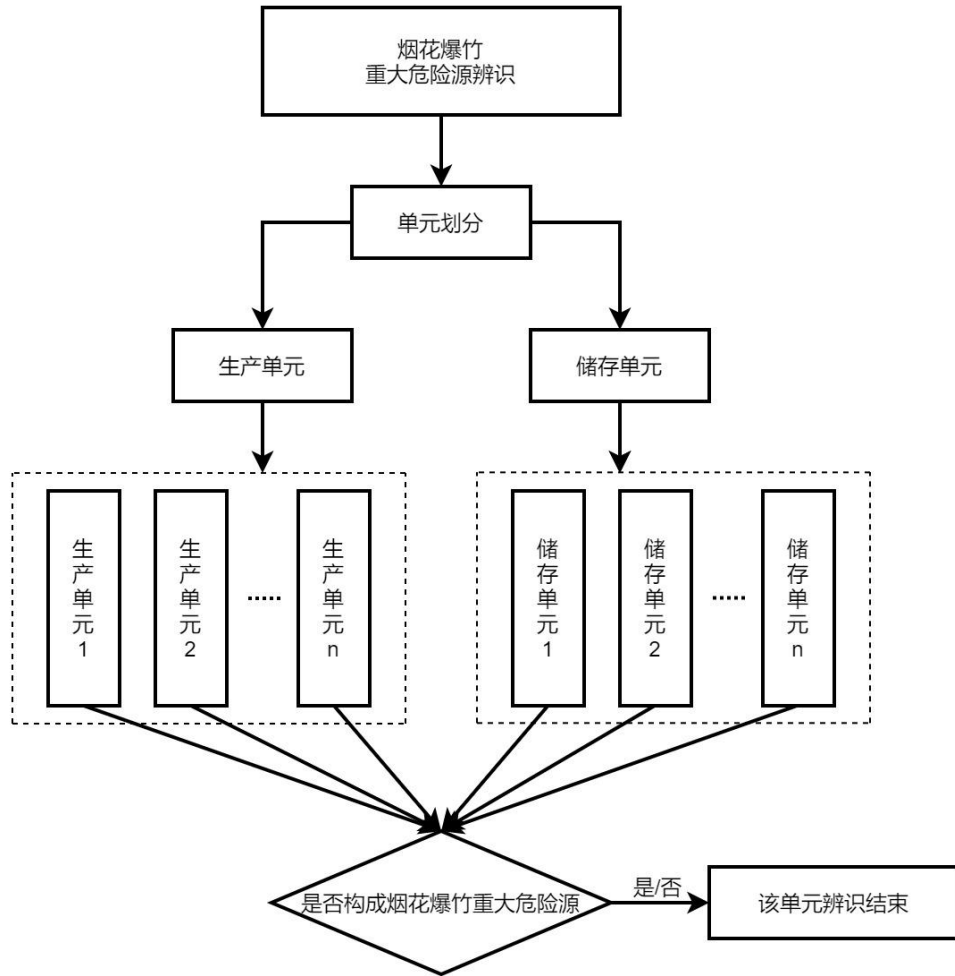 烟花爆竹
重大危险源辨识
单元划分
生产单元
储存单元
生产单元1
生产单元2
……
生产单元n
储存单元1
储存单元2
……
储存单元n
是否构成烟花爆竹重大危险源
是/否
该单元辨识结束